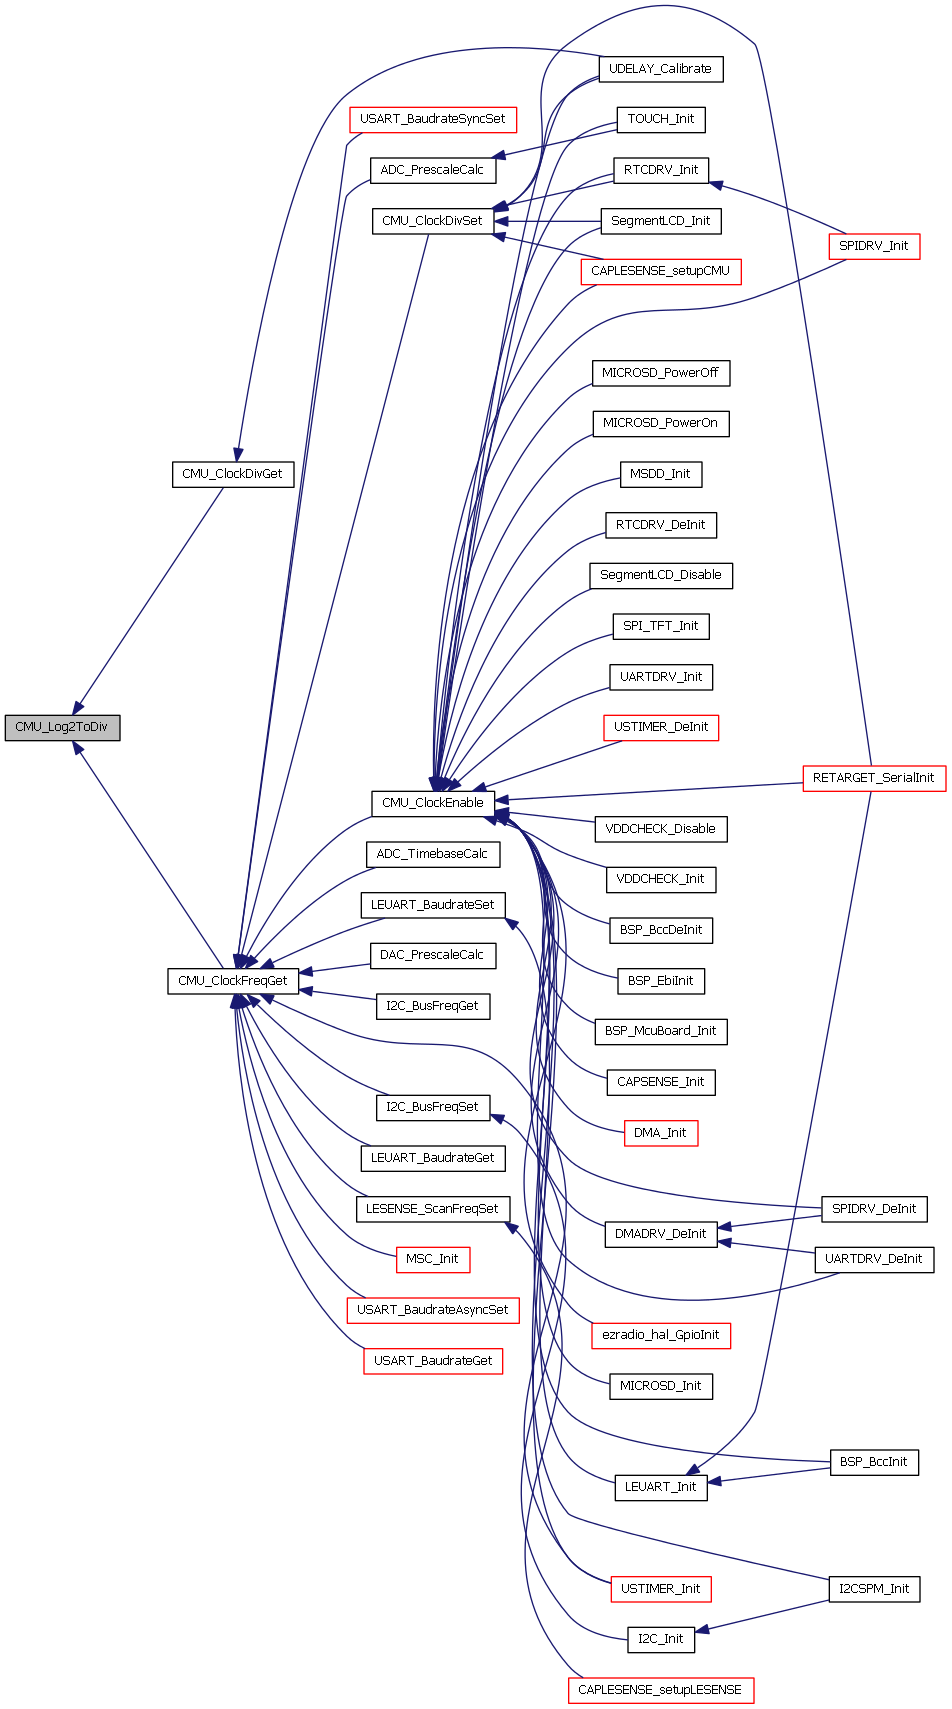 UDELAY_Calibrate
USART_BaudrateSyncSet
TOUCH_Init
ADC_PrescaleCalc
RTCDRV_Init
CMU_ClockDivSet
SegmentLCD_Init
SPIDRV_Init
CAPLESENSE_setupCMU
MICROSD_PowerOff
MICROSD_PowerOn
CMU_ClockDivGet
MSDD_Init
RTCDRV_DeInit
SegmentLCD_Disable
SPI_TFT_Init
UARTDRV_Init
CMU_Log2ToDiv
USTIMER_DeInit
RETARGET_SerialInit
CMU_ClockEnable
VDDCHECK_Disable
ADC_TimebaseCalc
VDDCHECK_Init
LEUART_BaudrateSet
BSP_BccDeInit
DAC_PrescaleCalc
CMU_ClockFreqGet
BSP_EbiInit
I2C_BusFreqGet
BSP_McuBoard_Init
CAPSENSE_Init
I2C_BusFreqSet
DMA_Init
LEUART_BaudrateGet
LESENSE_ScanFreqSet
SPIDRV_DeInit
DMADRV_DeInit
MSC_Init
UARTDRV_DeInit
USART_BaudrateAsyncSet
ezradio_hal_GpioInit
USART_BaudrateGet
MICROSD_Init
BSP_BccInit
LEUART_Init
USTIMER_Init
I2CSPM_Init
I2C_Init
CAPLESENSE_setupLESENSE